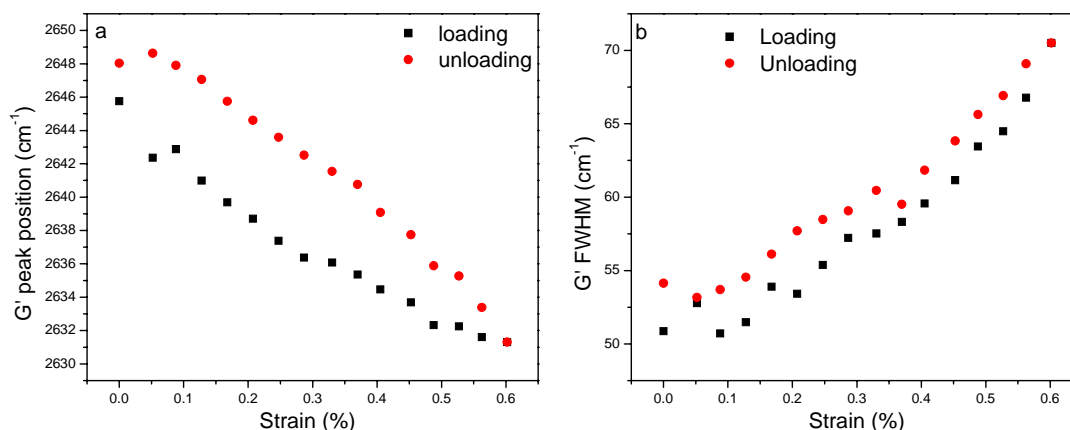 a
loading
unloading
2650
2648
2646
2644
2642
2640
2638
2636
2634
2632
2630
G' peak position (cm-1)
0.0 0.1 0.2 0.3 0.4 0.5 0.6
Strain (%)
b
Loading
Unloading
70
65
60
55
50
G' FWHM (cm-1)
0.0 0.1 0.2 0.3 0.4 0.5 0.6
Strain (%)